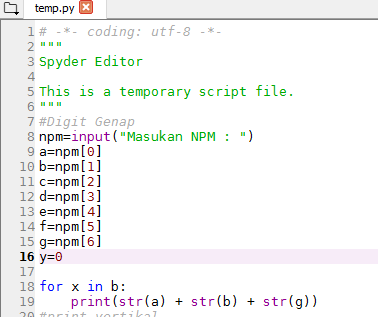 temp.py
1 # -*- coding: utf-8 -*-
2 """
3 Spyder Editor
4
5 This is a temporary script file.
6 """
7 #Digit Genap
8 npm=input("Masukan NPM : ")
9 a=npm[0]
10 b=npm[1]
11 c=npm[2]
12 d=npm[3]
13 e=npm[4]
14 f=npm[5]
15 g=npm[6]
16 y=0
17
18 for x in b:
19     print(str(a) + str(b) + str(g))
20 #print vertikal